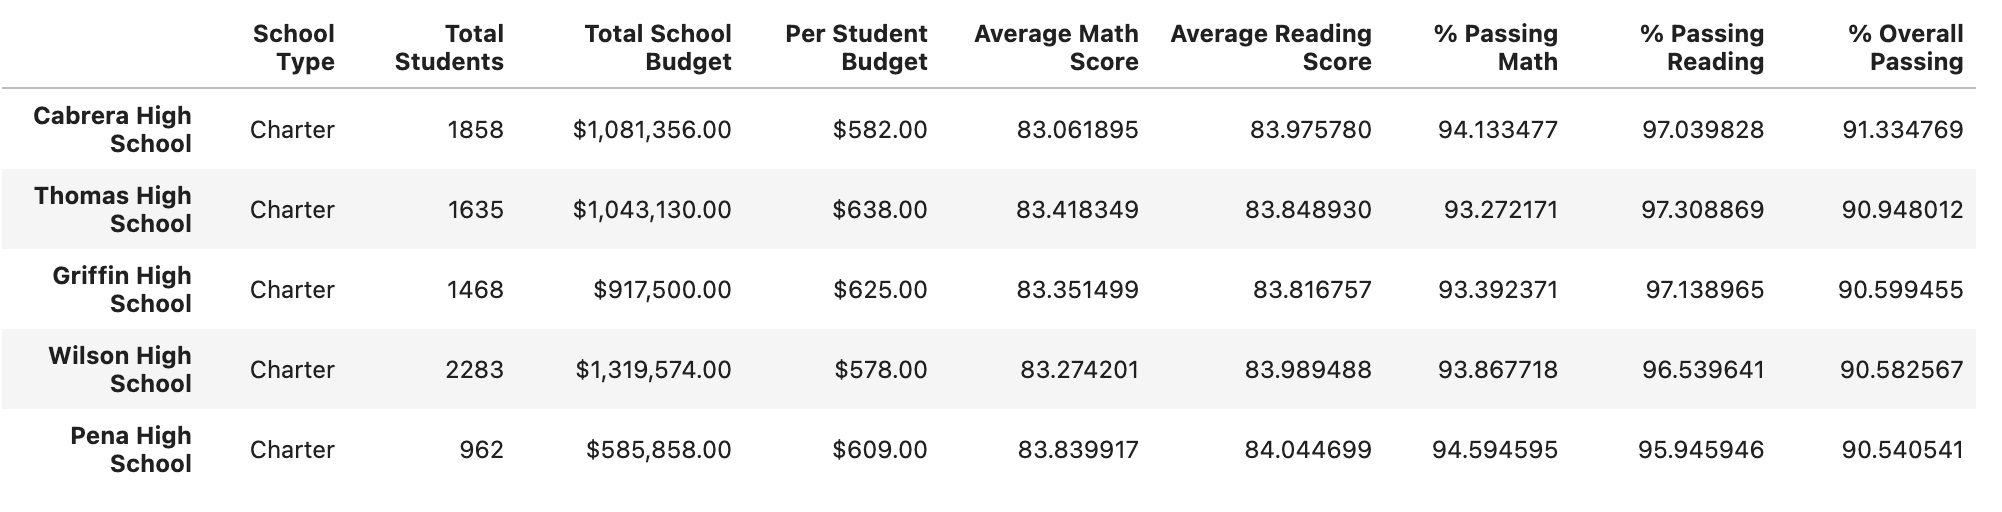 School Type Total Students Total School Budget Per Student Budget Average Math Score Average Reading Score % Passing Math % Passing Reading % Overall Passing
Cabrera High School Charter 1858 $1,081,356.00 $582.00 83.061895 83.975780 94.133477 97.039828 91.334769
Thomas High School Charter 1635 $1,043,130.00 $638.00 83.418349 83.848930 93.272171 97.308869 90.948012
Griffin High School Charter 1468 $917,500.00 $625.00 83.351499 83.816757 93.392371 97.138965 90.599455
Wilson High School Charter 2283 $1,319,574.00 $578.00 83.274201 83.989488 93.867718 96.539641 90.582567
Pena High School Charter 962 $585,858.00 $609.00 83.839917 84.044699 94.594595 95.945946 90.540541